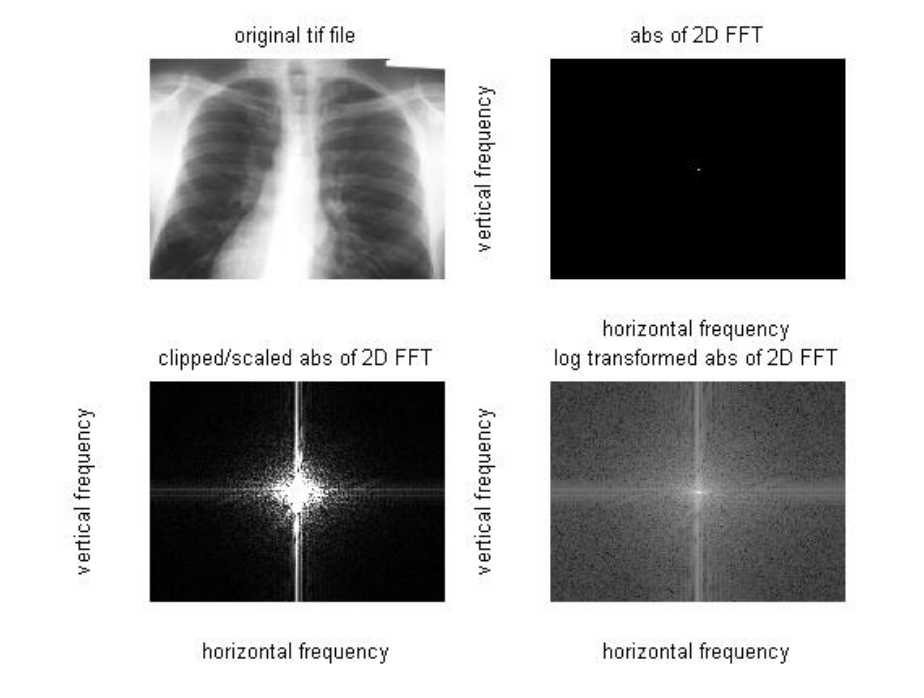 original tif file
abs of 2D FFT
vertical frequency
horizontal frequency
clipped/scaled abs of 2D FFT
log transformed abs of 2D FFT
vertical frequency
vertical frequency
horizontal frequency
horizontal frequency